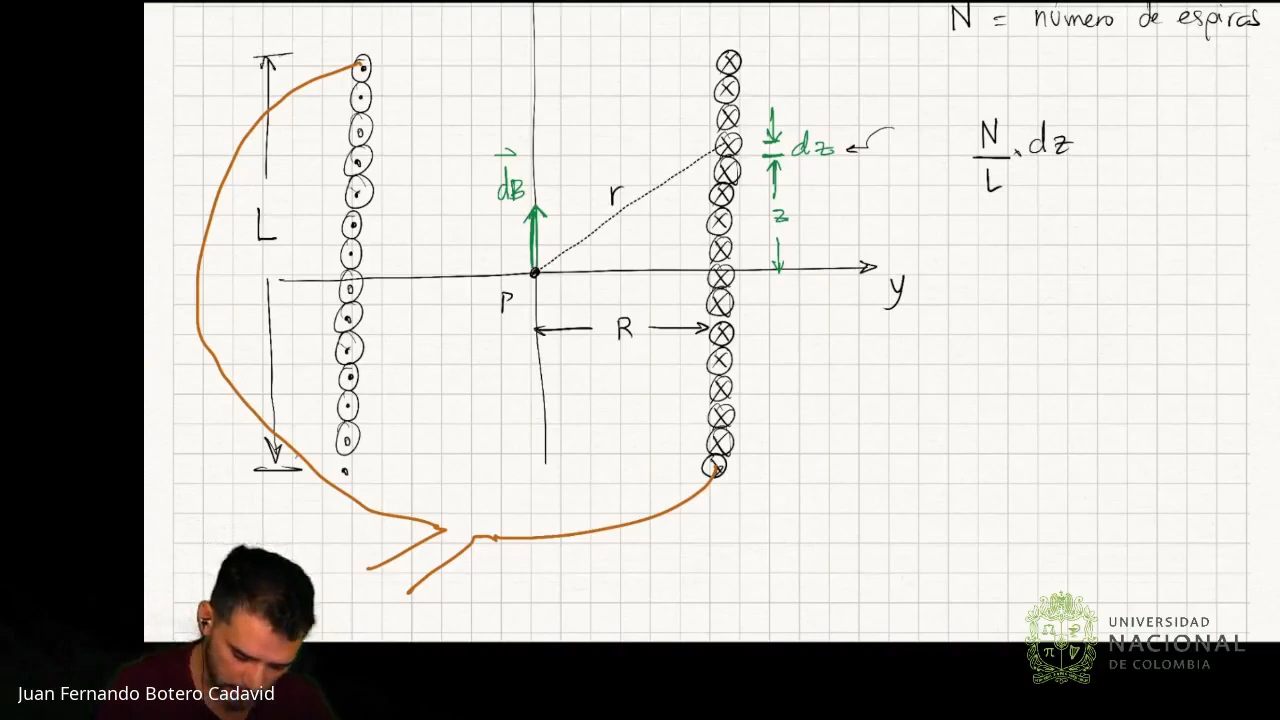 N = número de espiras
L
dB
r
dz
z
N/L . dz
P
R
y
UNIVERSIDAD
NACIONAL
DE COLOMBIA
Juan Fernando Botero Cadavid